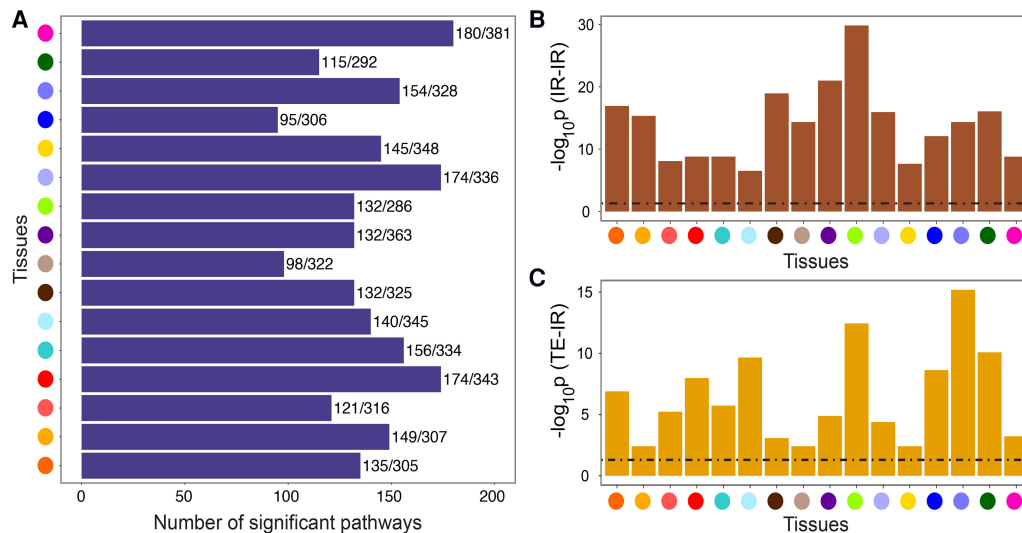 A
Tissues
180/381
115/292
154/328
95/306
145/348
174/336
132/286
132/363
98/322
132/325
140/345
156/334
174/343
121/316
149/307
135/305
0 50 100 150 200
Number of significant pathways
B
-log10p (IR-IR)
30
20
10
0
Tissues
C
-log10p (TE-IR)
15
10
5
0
Tissues